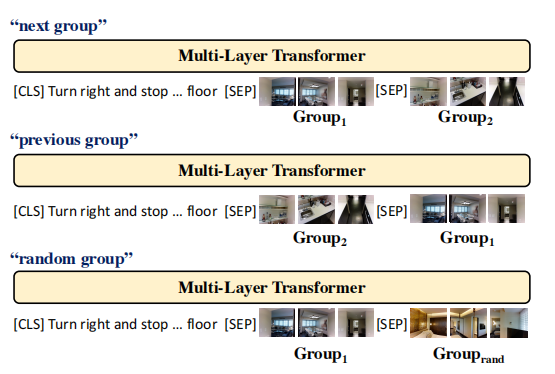 “next group”
Multi-Layer Transformer
[CLS] Turn right and stop ... floor [SEP] [SEP]
Group1 Group2
“previous group”
Multi-Layer Transformer
[CLS] Turn right and stop ... floor [SEP] [SEP]
Group2 Group1
“random group”
Multi-Layer Transformer
[CLS] Turn right and stop ... floor [SEP] [SEP]
Group1 Grouprand